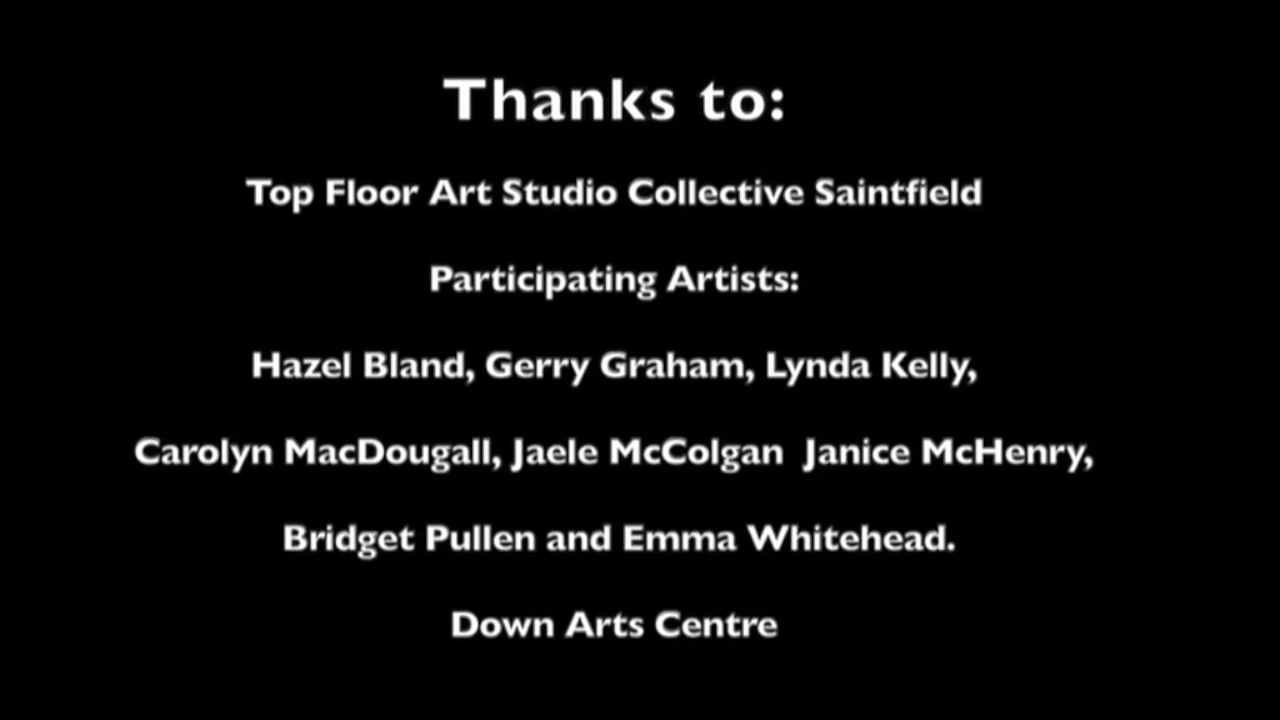 Thanks to:
Top Floor Art Studio Collective Saintfield
Participating Artists:
Hazel Bland, Gerry Graham, Lynda Kelly,
Carolyn MacDougall, Jaele McColgan  Janice McHenry,
Bridget Pullen and Emma Whitehead.
Down Arts Centre